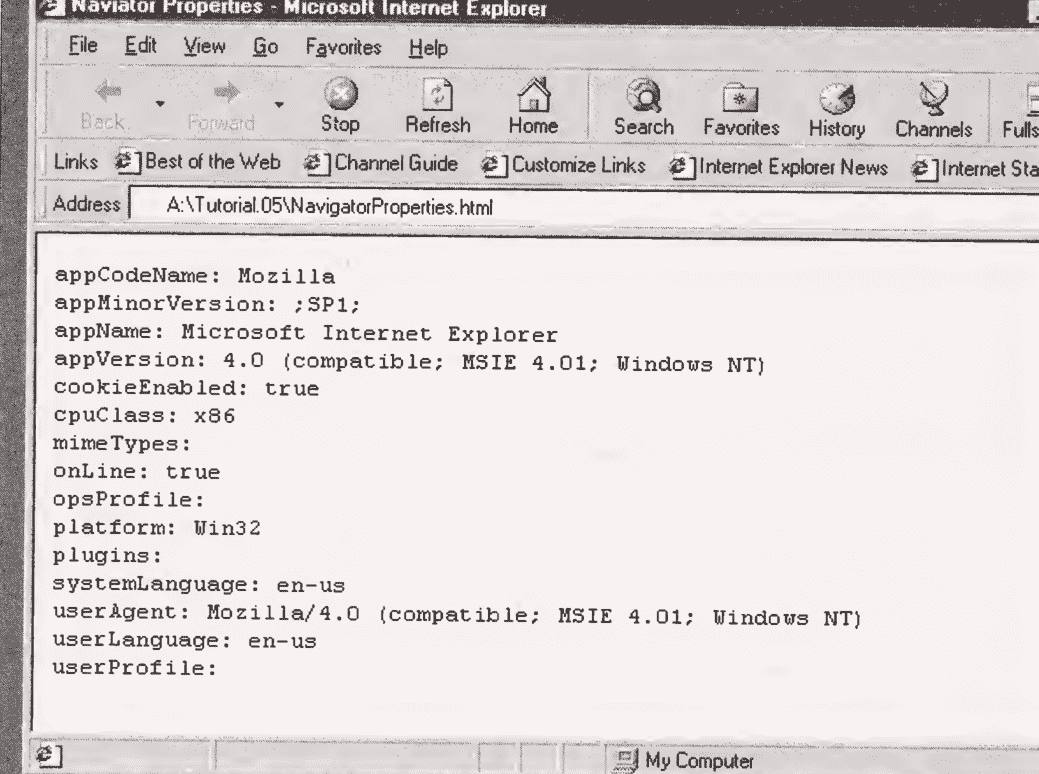 Naviator Properties - Microsoft Internet Explorer
File Edit View Go Favorites Help
Back Forward Stop Refresh Home Search Favorites History Channels Fulls
Links Best of the Web Channel Guide Customize Links Internet Explorer News Internet Sta
Address A:\Tutorial.05\NavigatorProperties.html
appCodeName: Mozilla
appMinorVersion: ;SP1;
appName: Microsoft Internet Explorer
appVersion: 4.0 (compatible; MSIE 4.01; Windows NT)
cookieEnabled: true
cpuClass: x86
mimeTypes:
onLine: true
opsProfile:
platform: Win32
plugins:
systemLanguage: en-us
userAgent: Mozilla/4.0 (compatible; MSIE 4.01; Windows NT)
userLanguage: en-us
userProfile:
My Computer